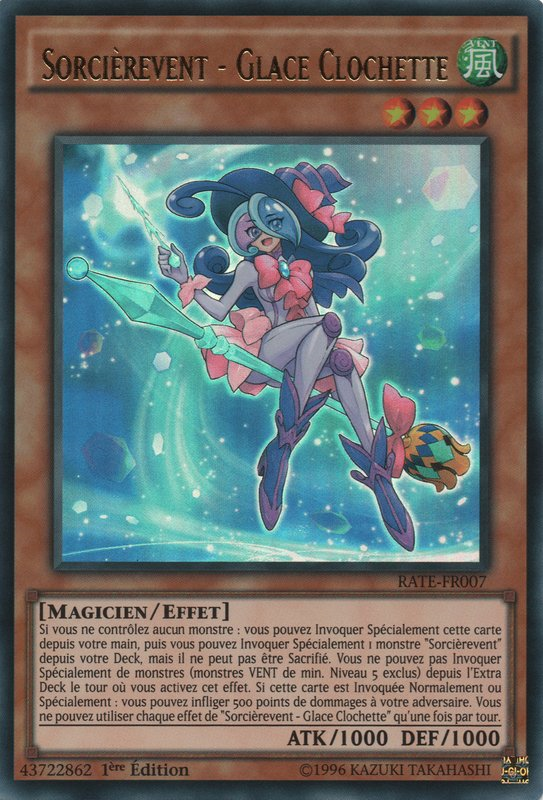 Sorcièrevent - Glace Clochette
VENT
風
RATE-FR007
[Magicien/Effet]
Si vous ne contrôlez aucun monstre : vous pouvez Invoquer Spécialement cette carte
depuis votre main, puis vous pouvez Invoquer Spécialement 1 monstre "Sorcièrevent"
depuis votre Deck, mais il ne peut pas être Sacrifié. Vous ne pouvez pas Invoquer
Spécialement de monstres (monstres VENT de min. Niveau 5 exclus) depuis l'Extra
Deck le tour où vous activez cet effet. Si cette carte est Invoquée Normalement ou
Spécialement : vous pouvez infliger 500 points de dommages à votre adversaire. Vous
ne pouvez utiliser chaque effet de "Sorcièrevent - Glace Clochette" qu'une fois par tour.
ATK/1000 DEF/1000
43722862 1ère Édition ©1996 KAZUKI TAKAHASHI